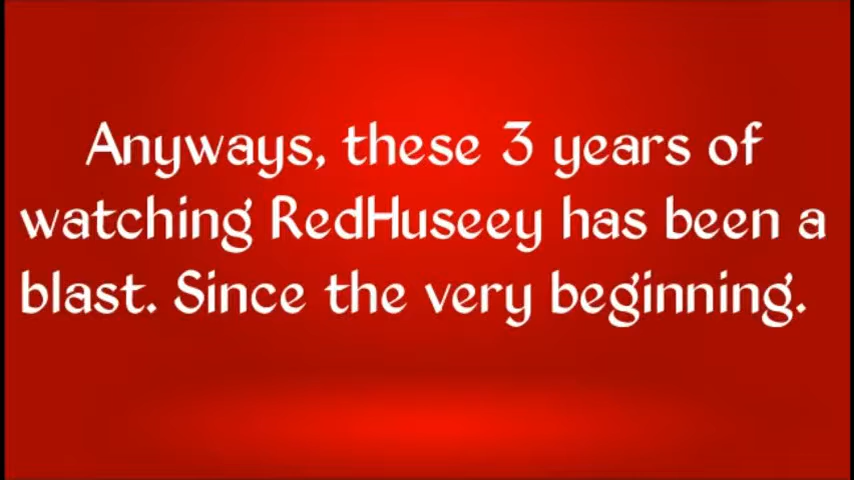 Anyways, these 3 years of
watching RedHuseey has been a
blast. Since the very beginning.